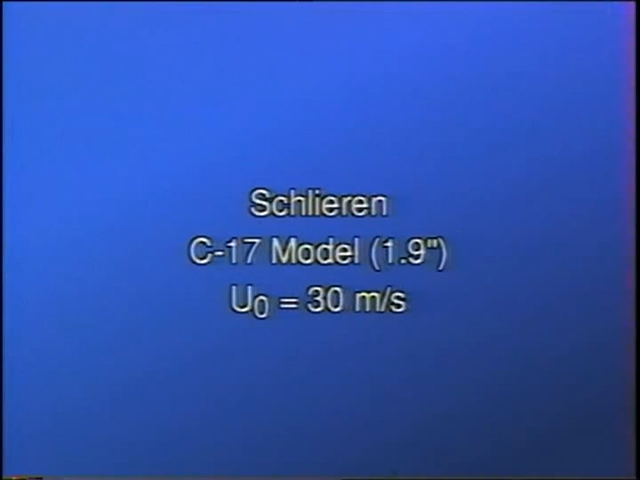 Schlieren
C-17 Model (1.9")
U₀ = 30 m/s